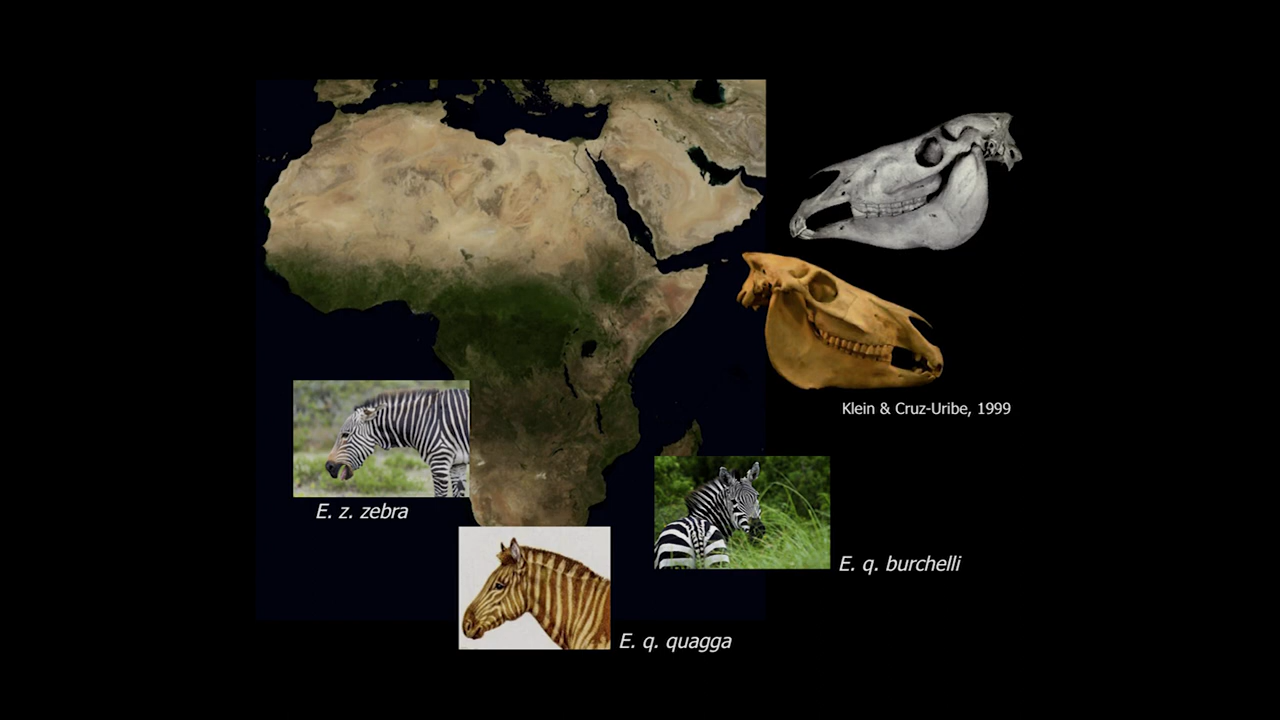 Klein & Cruz-Uribe, 1999
E. z. zebra
E. q. burchelli
E. q. quagga